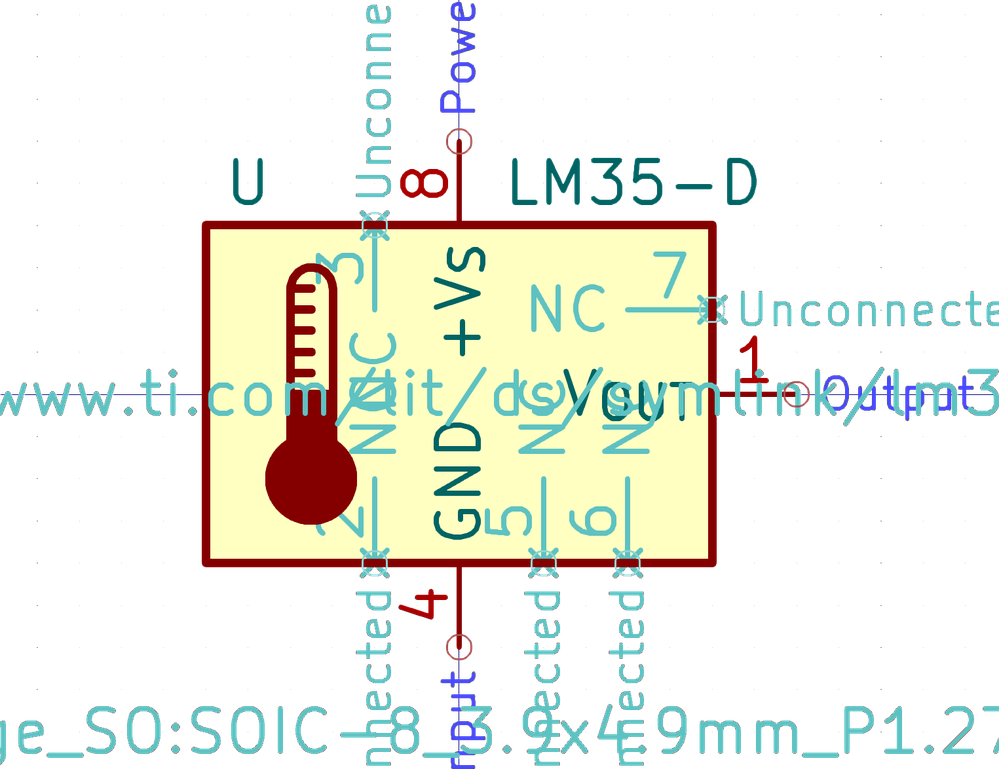 Unconne
Powe
U
8
LM35-D
3
+Vs
7
NC
Unconnecte
NC
1
www.ti.com/lit/ds/symlink/lm3
Vout
Output
NC
NC
GND
2
5
6
4
nnected
nput
nnected
nnected
ge_SO:SOIC-8_3.9x4.9mm_P1.27